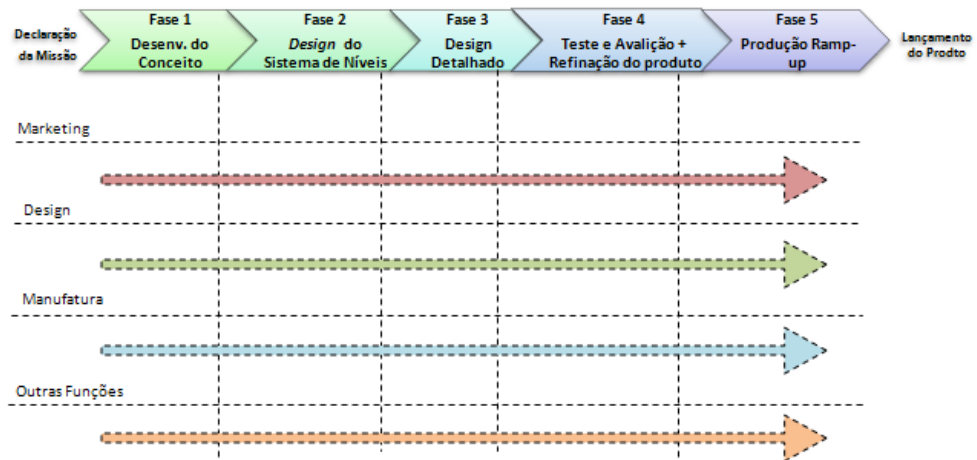 Declaração
da Missão
Fase 1
Desenv. do
Conceito
Fase 2
Design do
Sistema de Níveis
Fase 3
Design
Detalhado
Fase 4
Teste e Avalição +
Refinação do produto
Fase 5
Produção Ramp-
up
Lançamento
do Prodto
Marketing
Design
Manufatura
Outras Funções